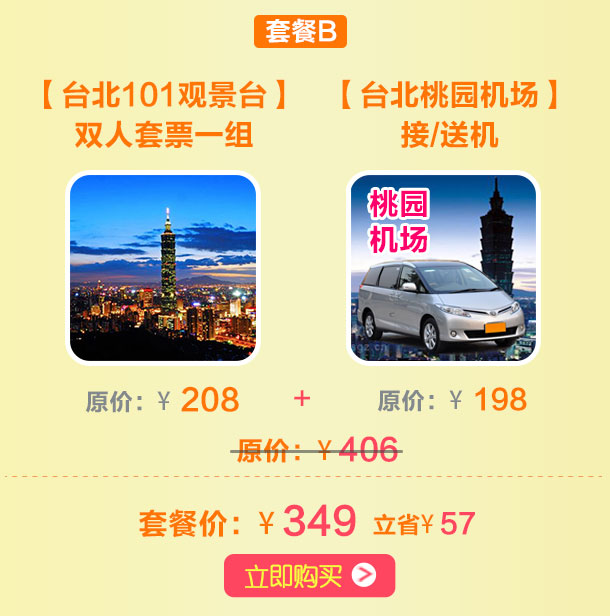 套餐B
【 台北101观景台 】
双人套票一组
【 台北桃园机场 】
接/送机
桃园
机场
原价：¥ 208
+
原价：¥ 198
原价：¥ 406
套餐价：¥ 349 立省¥ 57
立即购买